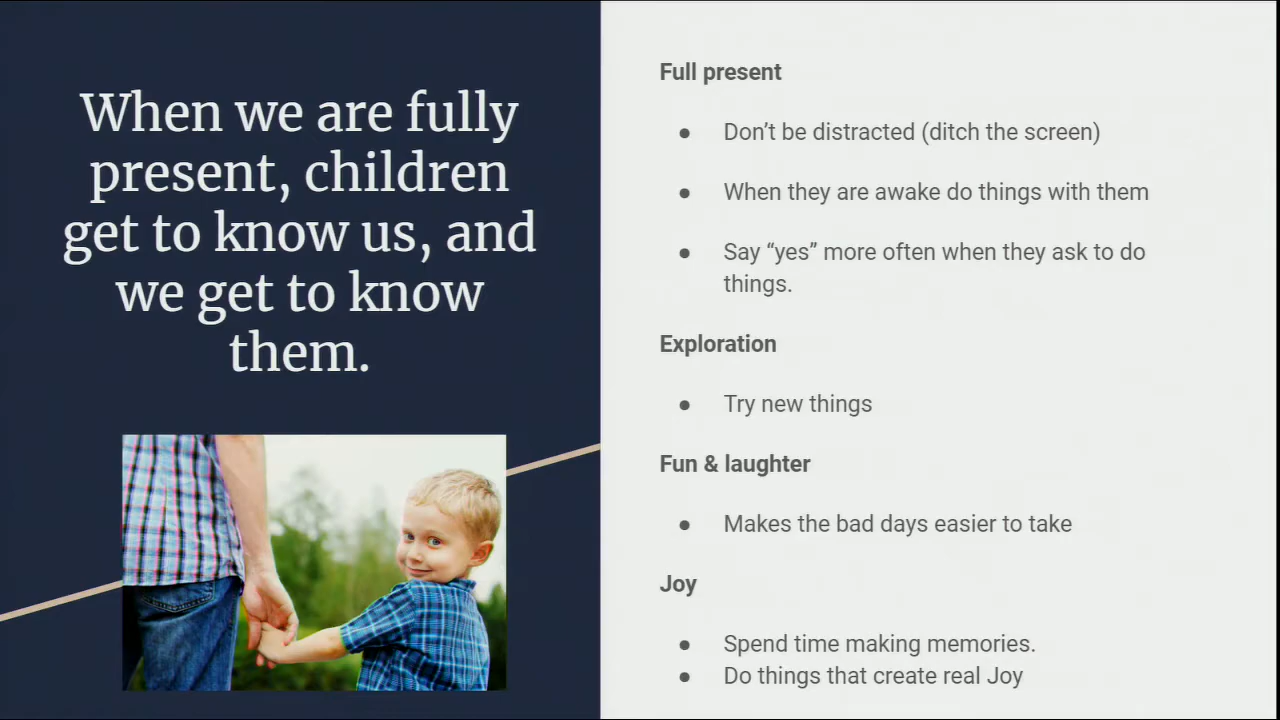 When we are fully
present, children
get to know us, and
we get to know
them.
Full present
● Don’t be distracted (ditch the screen)
● When they are awake do things with them
● Say “yes” more often when they ask to do
things.
Exploration
● Try new things
Fun & laughter
● Makes the bad days easier to take
Joy
● Spend time making memories.
● Do things that create real Joy